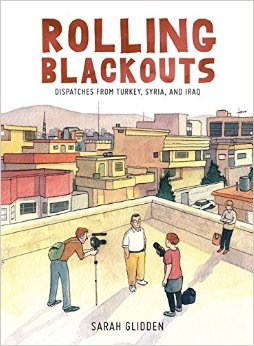 ROLLING
BLACKOUTS
DISPATCHES FROM TURKEY, SYRIA, AND IRAQ
SARAH GLIDDEN